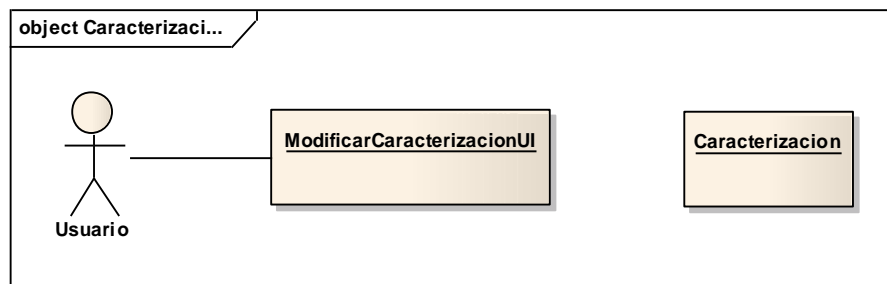 object Caracterizaci...
ModificarCaracterizacionUI
Caracterizacion
Usuario